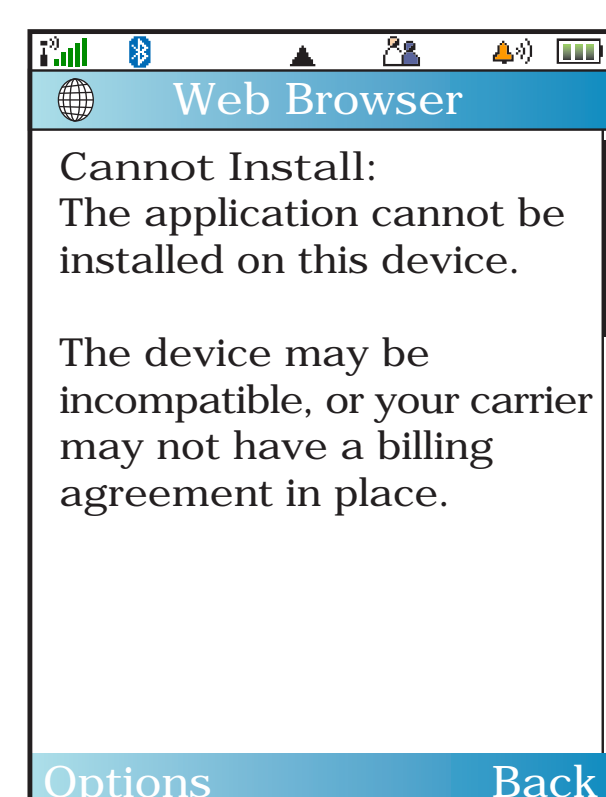 Web Browser
Cannot Install:
The application cannot be
installed on this device.
The device may be
incompatible, or your carrier
may not have a billing
agreement in place.
Options
Back